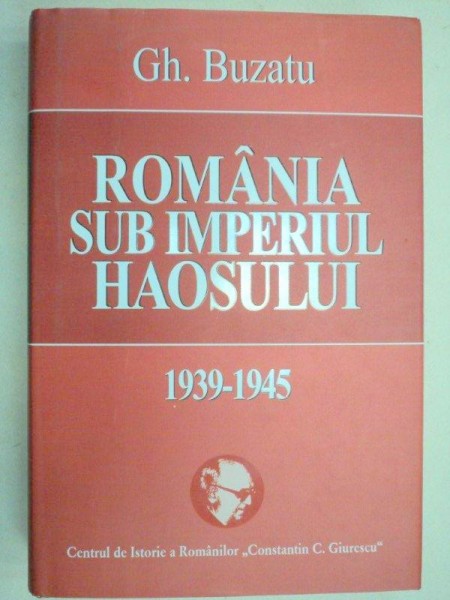 Gh. Buzatu
ROMÂNIA
SUB IMPERIUL
HAOSULUI
1939-1945
Centrul de Istorie a Românilor „Constantin C. Giurescu“